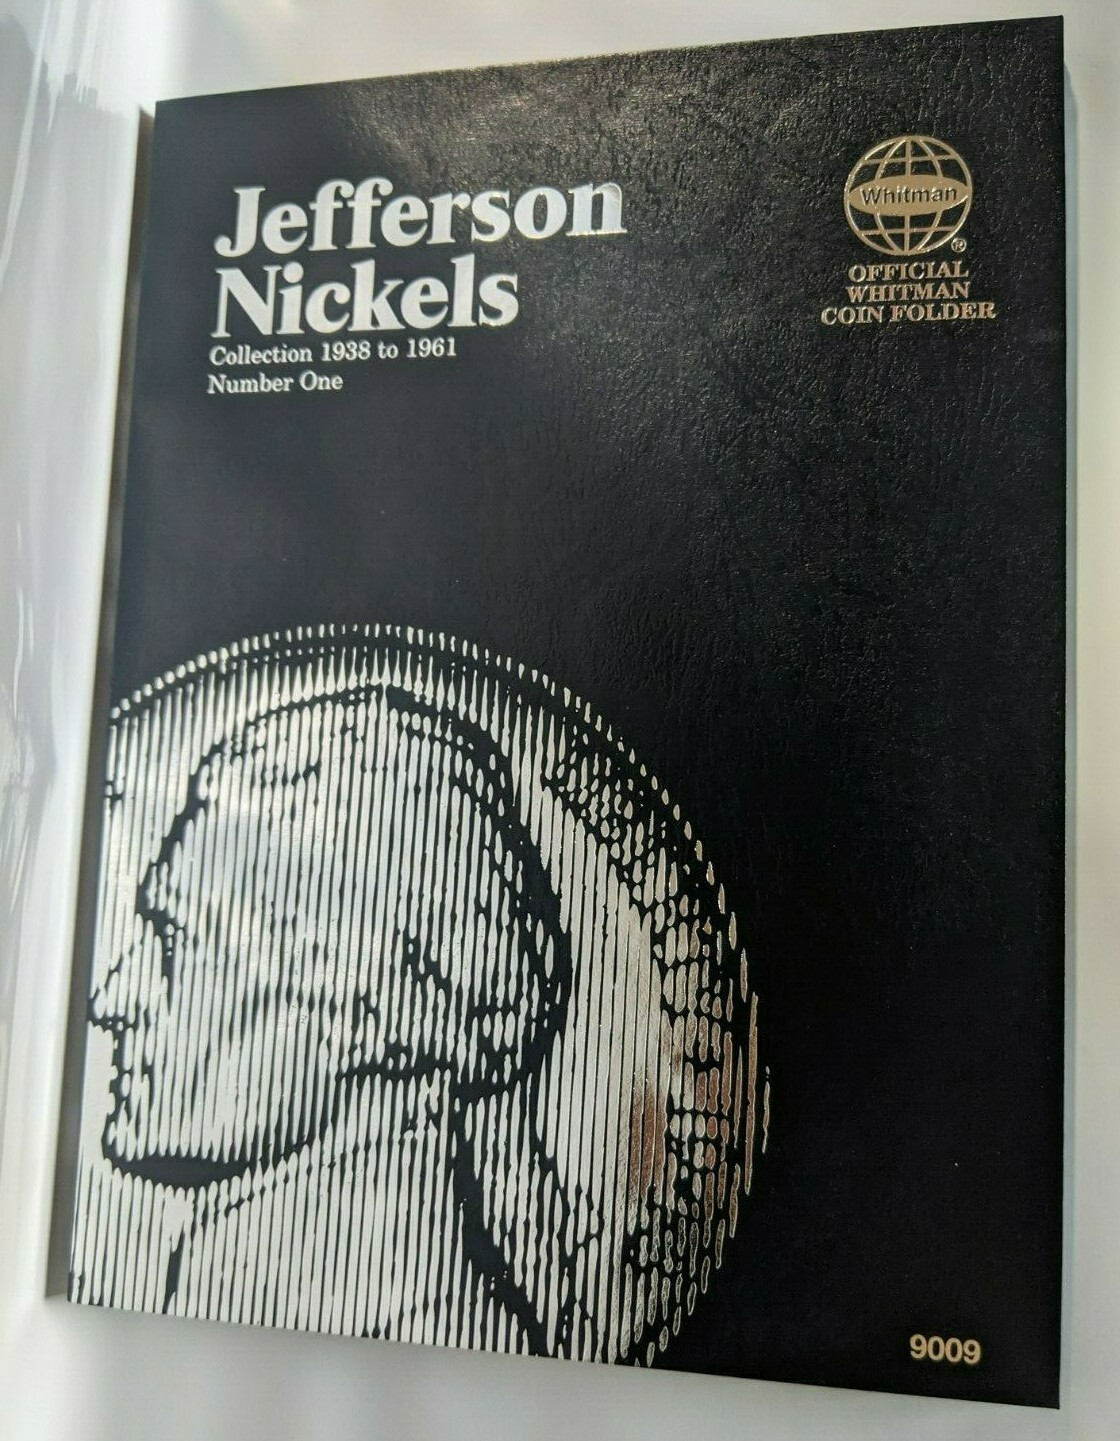 Jefferson
Nickels
Collection 1938 to 1961
Number One
Whitman®
OFFICIAL
WHITMAN
COIN FOLDER
9009